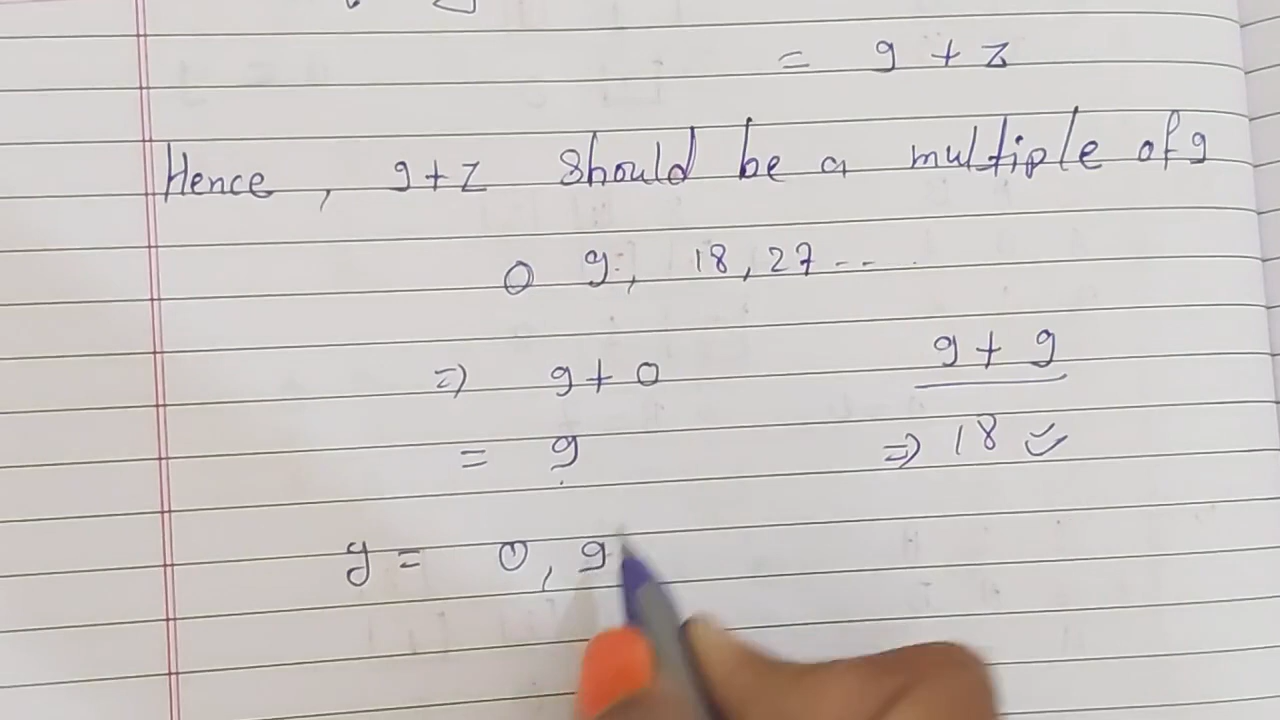 = 9 + z
Hence, 9+z should be a multiple of 9
0 9, 18, 27 -- .
=) 9+0
9 + 9
= 9
=) 18
y = 0, 9